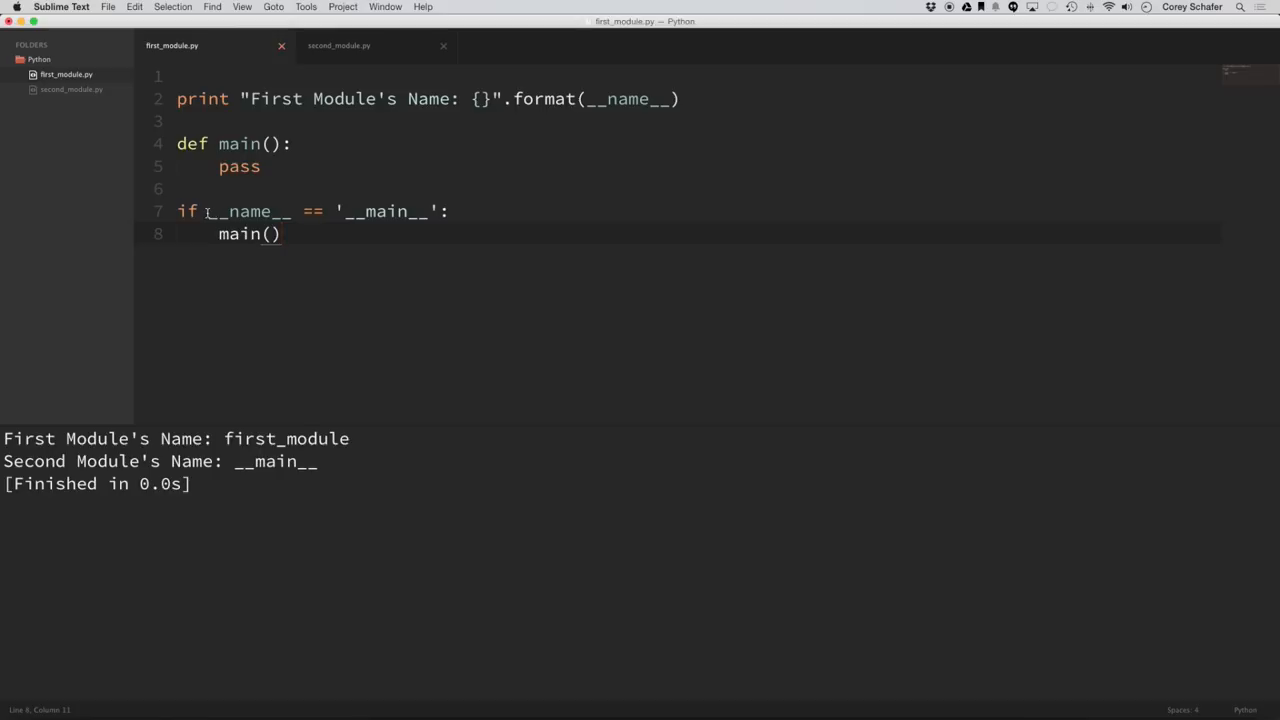 Sublime Text File Edit Selection Find View Goto Tools Project Window Help Corey Schafer
first_module.py — Python
FOLDERS
Python
first_module.py
second_module.py
first_module.py × second_module.py ×
1
2 print "First Module's Name: {}".format(__name__)
3
4 def main():
5     pass
6
7 if __name__ == '__main__':
8     main()
First Module's Name: first_module
Second Module's Name: __main__
[Finished in 0.0s]
Line 6, Column 11 Spaces: 4 Python